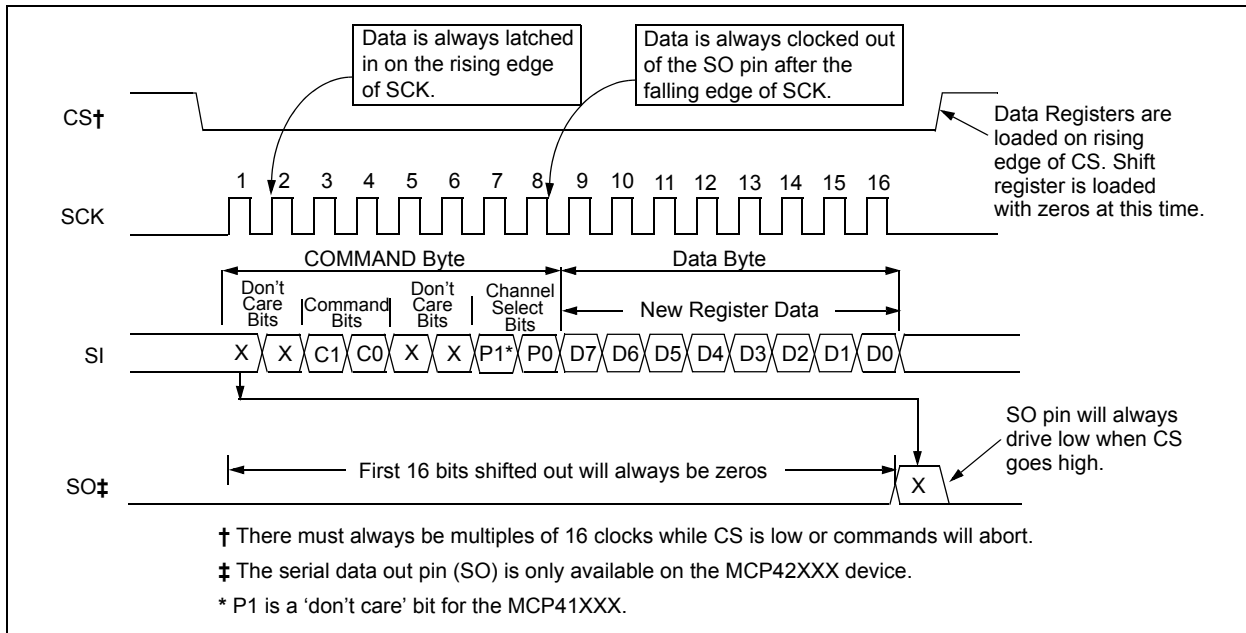 Data is always latched
in on the rising edge
of SCK.
Data is always clocked out
of the SO pin after the
falling edge of SCK.
CS†
Data Registers are
loaded on rising
edge of CS. Shift
register is loaded
with zeros at this time.
1 2 3 4 5 6 7 8 9 10 11 12 13 14 15 16
SCK
COMMAND Byte
Data Byte
Don't
Care
Bits
Command
Bits
Don't
Care
Bits
Channel
Select
Bits
New Register Data
SI
X X C1 C0 X X P1* P0 D7 D6 D5 D4 D3 D2 D1 D0
SO pin will always
drive low when CS
goes high.
First 16 bits shifted out will always be zeros
SO‡
X
† There must always be multiples of 16 clocks while CS is low or commands will abort.
‡ The serial data out pin (SO) is only available on the MCP42XXX device.
* P1 is a 'don't care' bit for the MCP41XXX.